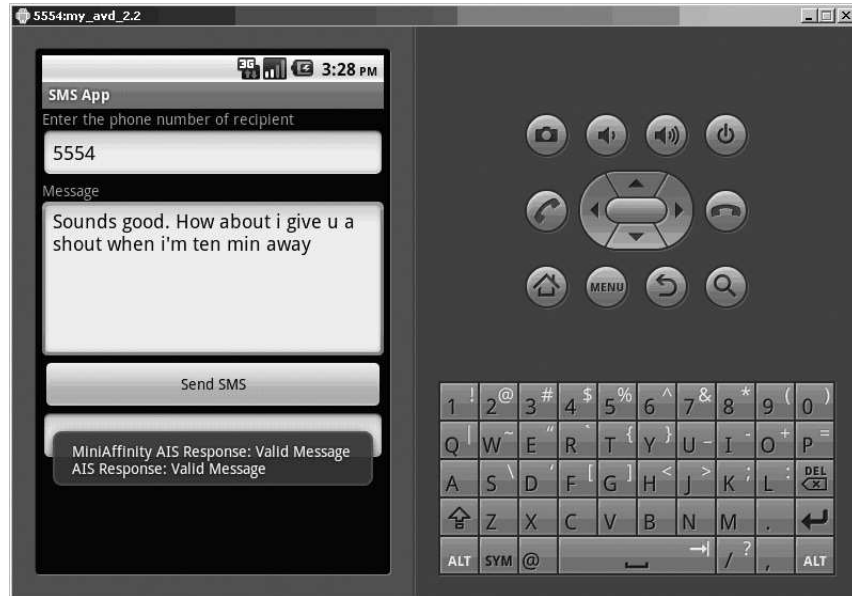 5554:my_avd_2.2
3G 3:28 PM
SMS App
Enter the phone number of recipient
5554
Message
Sounds good. How about i give u a
shout when i'm ten min away
Send SMS
MiniAffinity AIS Response: Valid Message
AIS Response: Valid Message
MENU
1 ! 2 @ 3 # 4 $ 5 % 6 ^ 7 & 8 * 9 ( 0 )
Q | W ~ E “ R ` T { Y } U - I - O + P =
A S \ D ‘ F [ G ] H < J > K ; L : DEL
Z X C V B N M .
ALT SYM @ / ? , ALT